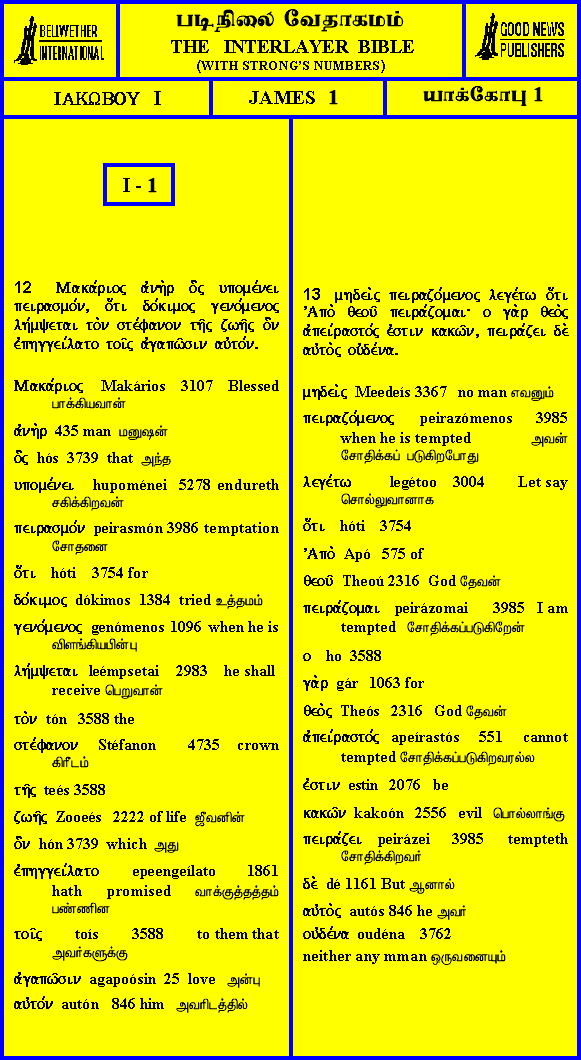 BELLWETHER
INTERNATIONAL
படிநிலை வேதாகமம்
THE INTERLAYER BIBLE
(WITH STRONG'S NUMBERS)
GOOD NEWS
PUBLISHERS
ΙΑΚΩΒΟΥ I
JAMES 1
யாக்கோபு 1
I - 1
12 Μακάριος ἀνὴρ ὃς υπομένει
πειρασμόν, ὅτι δόκιμος γενόμενος
λήμψεται τὸν στέφανον τῆς ζωῆς ὃν
ἐπηγγείλατο τοῖς ἀγαπῶσιν αὐτόν.
Μακάριος Makários 3107 Blessed
பாக்கியவான்
ἀνὴρ 435 man மனுஷன்
ὃς hós 3739 that அந்த
υπομένει hupoménei 5278 endureth
சகிக்கிறவன்
πειρασμόν peirasmón 3986 temptation
சோதனை
ὅτι hóti 3754 for
δόκιμος dókimos 1384 tried உத்தமம்
γενόμενος genómenos 1096 when he is
விளங்கியபின்பு
λήμψεται leémpsetai 2983 he shall
receive பெறுவான்
τὸν tón 3588 the
στέφανον Stéfanon 4735 crown
கிரீடம்
τῆς teés 3588
ζωῆς Zooeés 2222 of life ஜீவனின்
ὃν hón 3739 which அது
ἐπηγγείλατο epeengeílato 1861
hath promised வாக்குத்தத்தம்
பண்ணின
τοῖς toís 3588 to them that
அவர்களுக்கு
ἀγαπῶσιν agapoósin 25 love அன்பு
αὐτόν autón 846 him அவரிடத்தில்
13 μηδεὶς πειραζόμενος λεγέτω ὅτι
Ἀπὸ θεοῦ πειράζομαι· ο γὰρ θεὸς
ἀπείραστός ἐστιν κακῶν, πειράζει δὲ
αὐτὸς οὐδένα.
μηδεὶς Meedeís 3367 no man எவனும்
πειραζόμενος peirazómenos 3985
when he is tempted அவன்
சோதிக்கப் படுகிறபோது
λεγέτω legétoo 3004 Let say
சொல்லுவானாக
ὅτι hóti 3754
Ἀπὸ Apó 575 of
θεοῦ Theoú 2316 God தேவன்
πειράζομαι peirázomai 3985 I am
tempted சோதிக்கப்படுகிறேன்
ο ho 3588
γὰρ gár 1063 for
θεὸς Theós 2316 God தேவன்
ἀπείραστός apeírastós 551 cannot
tempted சோதிக்கப்படுகிறவரல்ல
ἐστιν estin 2076 be
κακῶν kakoón 2556 evil பொல்லாங்கு
πειράζει peirázei 3985 tempteth
சோதிக்கிறவர்
δὲ dé 1161 But ஆனால்
αὐτὸς autós 846 he அவர்
οὐδένα oudéna 3762
neither any mman ஒருவனையும்